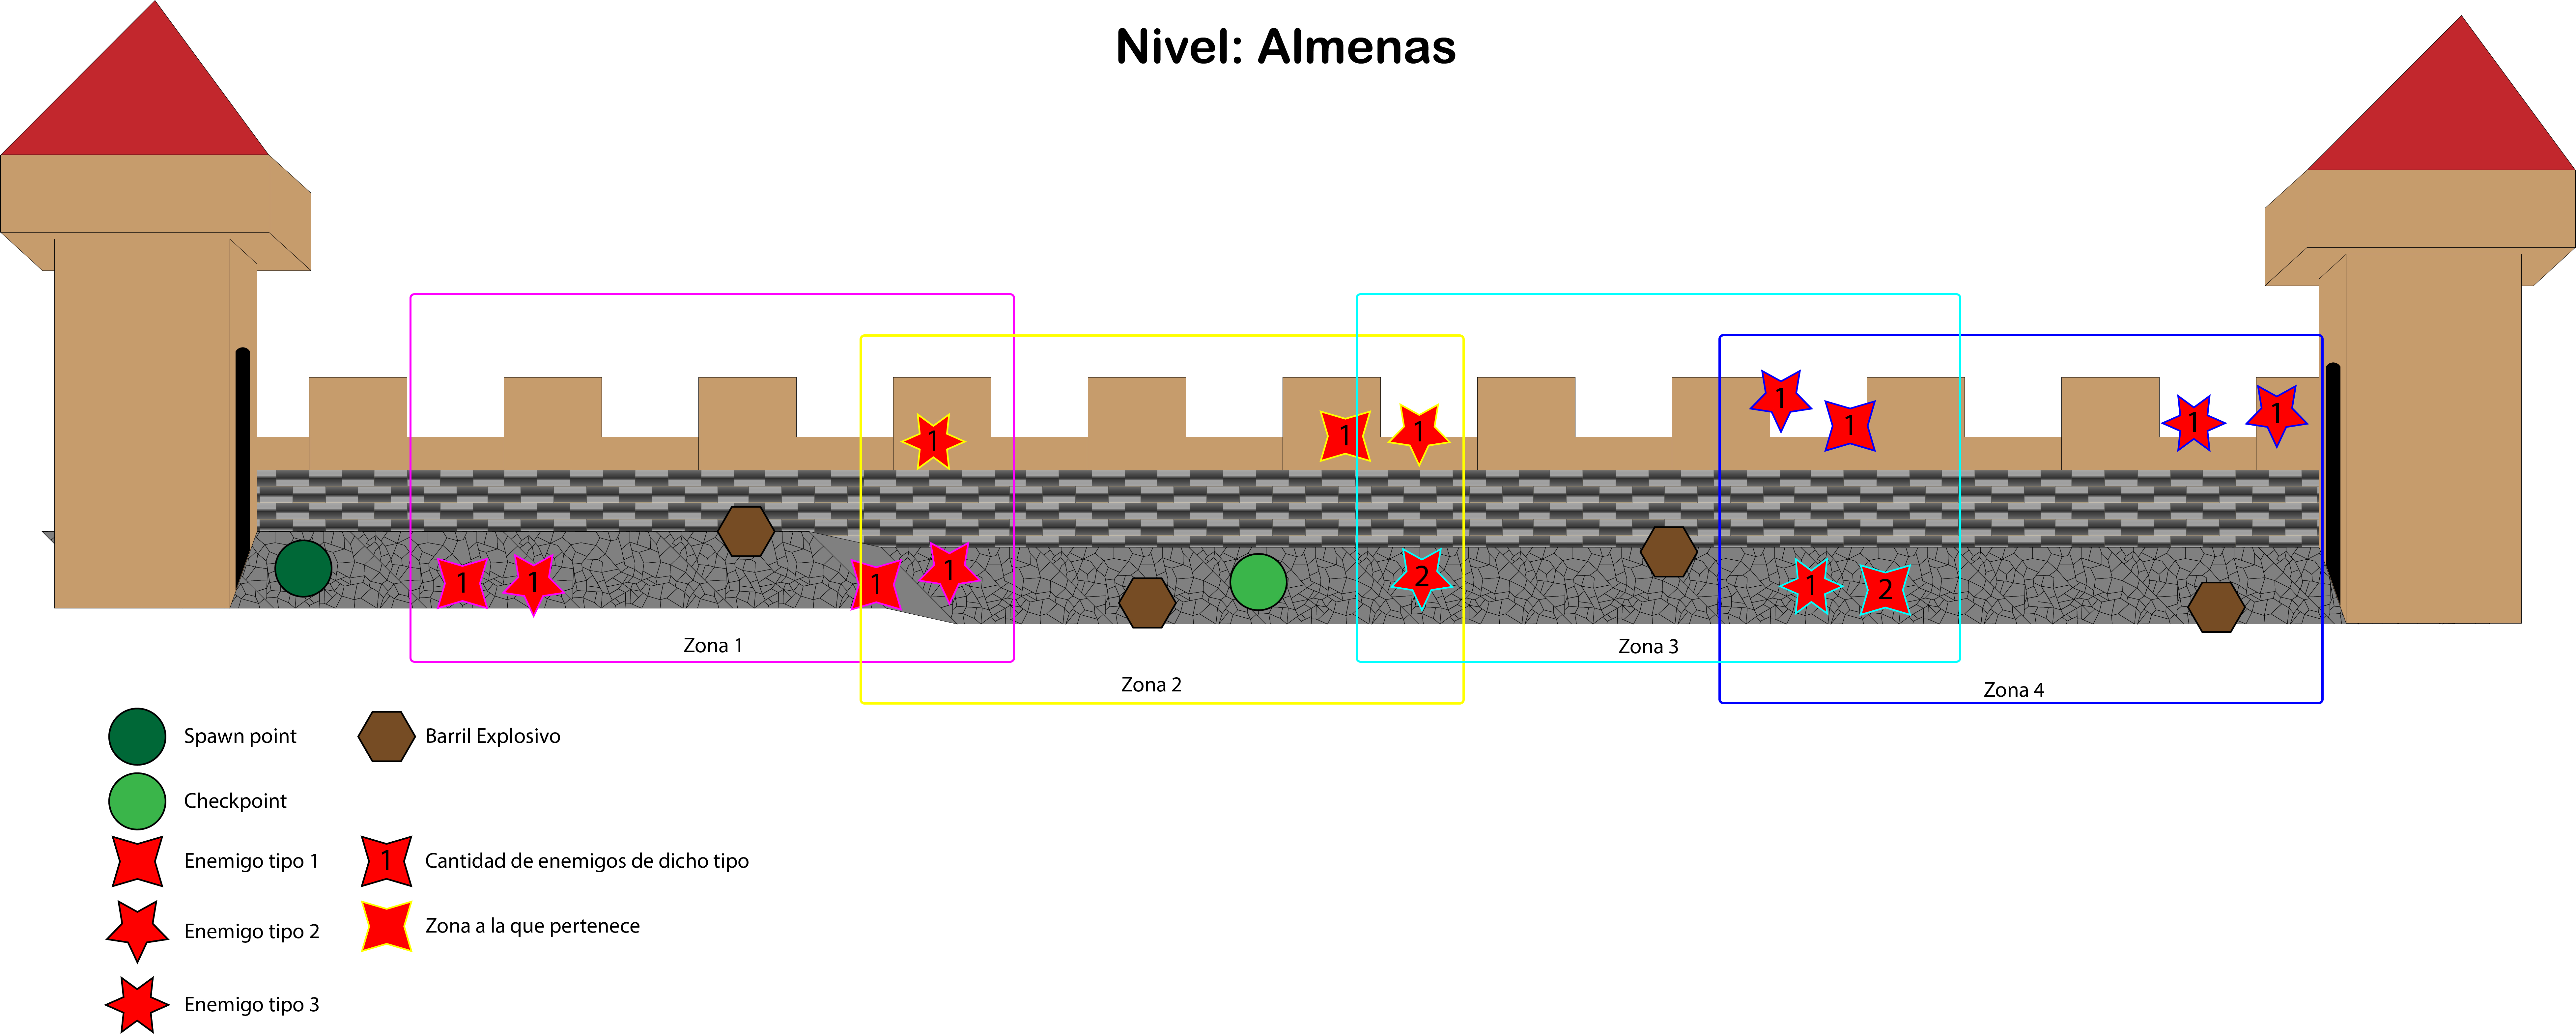 Nivel: Almenas
1
1
1
1
1
1
1
1
1
1
1
2
1
2
Zona 1
Zona 3
Zona 2
Zona 4
Spawn point
Barril Explosivo
Checkpoint
Enemigo tipo 1
1
Cantidad de enemigos de dicho tipo
Enemigo tipo 2
Zona a la que pertenece
Enemigo tipo 3